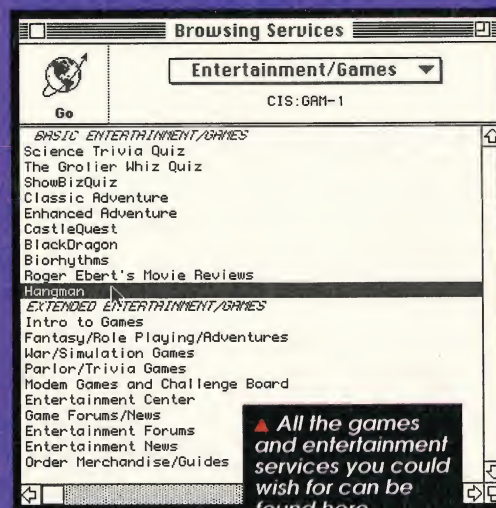 Browsing Services
Go
Entertainment/Games
CIS:GAM-1
BASIC ENTERTAINMENT/GAMES
Science Trivia Quiz
The Grolier Whiz Quiz
ShowBizQuiz
Classic Adventure
Enhanced Adventure
CastleQuest
BlackDragon
Biorhythms
Roger Ebert's Movie Reviews
Hangman
EXTENDED ENTERTAINMENT/GAMES
Intro to Games
Fantasy/Role Playing/Adventures
War/Simulation Games
Parlor/Trivia Games
Modem Games and Challenge Board
Entertainment Center
Game Forums/News
Entertainment Forums
Entertainment News
Order Merchandise/Guides
All the games
and entertainment
services you could
wish for can be
found here